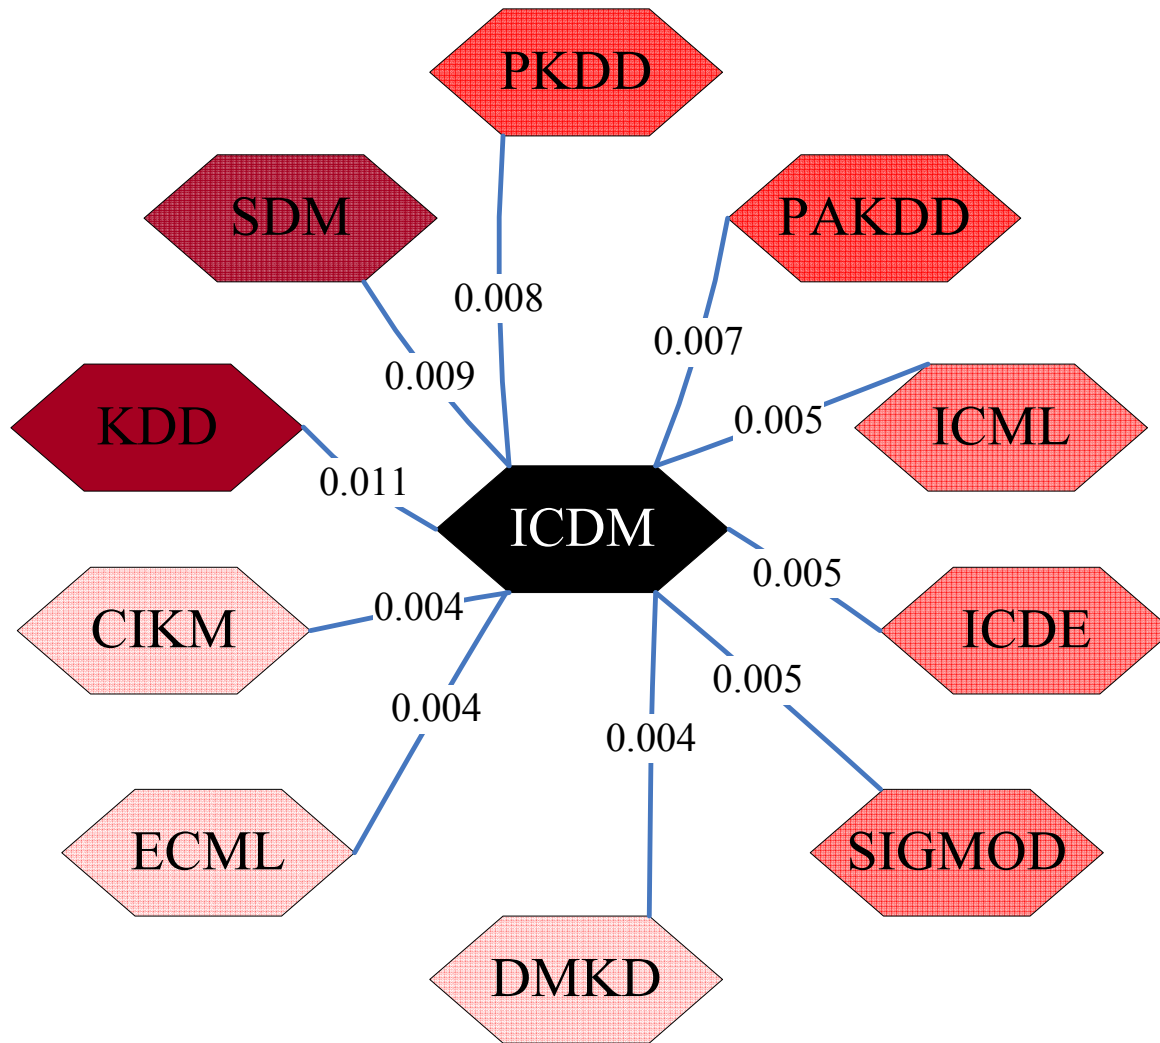 PKDD
SDM
PAKDD
0.008
0.007
0.009
0.005
KDD
ICML
0.011
ICDM
0.005
0.004
CIKM
ICDE
0.005
0.004
0.004
ECML
SIGMOD
DMKD